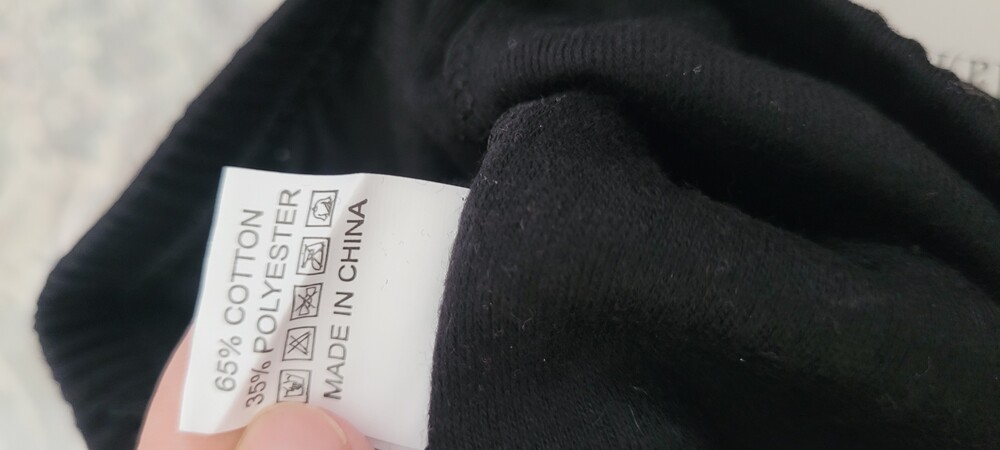 65% COTTON
35% POLYESTER
MADE IN CHINA